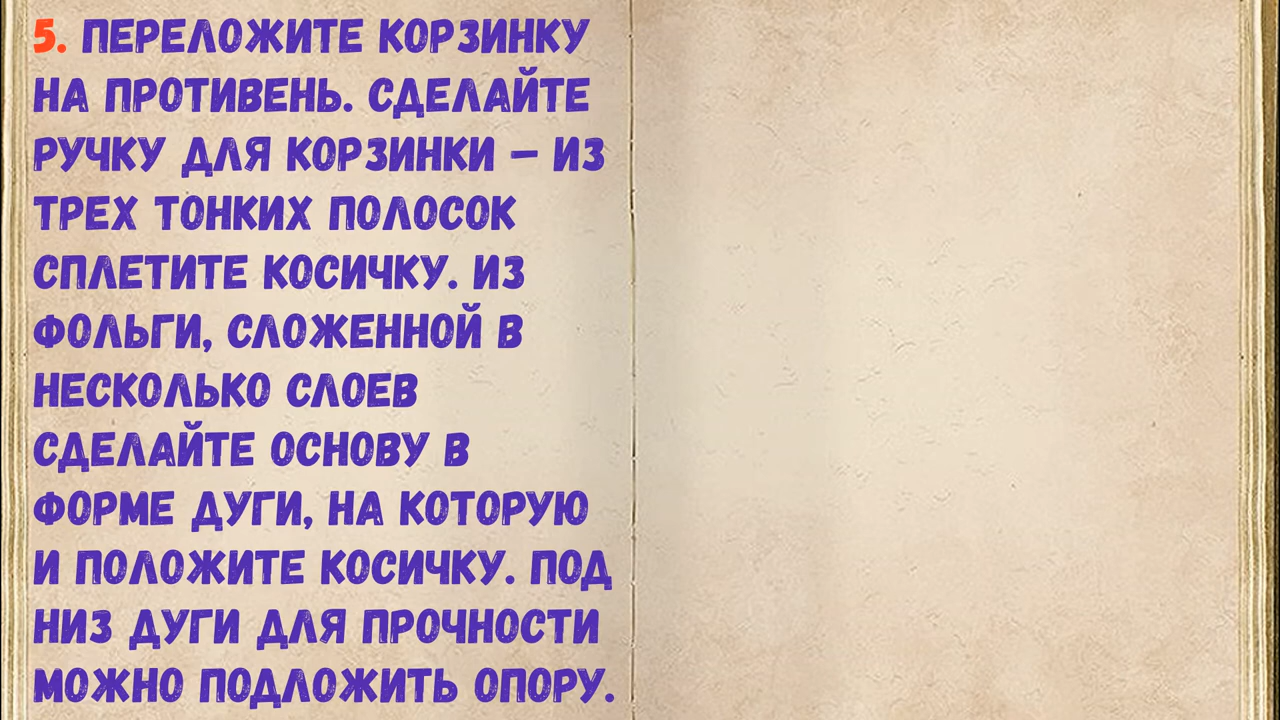 5. ПЕРЕЛОЖИТЕ КОРЗИНКУ
НА ПРОТИВЕНЬ. СДЕЛАЙТЕ
РУЧКУ ДЛЯ КОРЗИНКИ – ИЗ
ТРЕХ ТОНКИХ ПОЛОСОК
СПЛЕТИТЕ КОСИЧКУ. ИЗ
ФОЛЬГИ, СЛОЖЕННОЙ В
НЕСКОЛЬКО СЛОЕВ
СДЕЛАЙТЕ ОСНОВУ В
ФОРМЕ ДУГИ, НА КОТОРУЮ
И ПОЛОЖИТЕ КОСИЧКУ. ПОД
НИЗ ДУГИ ДЛЯ ПРОЧНОСТИ
МОЖНО ПОДЛОЖИТЬ ОПОРУ.